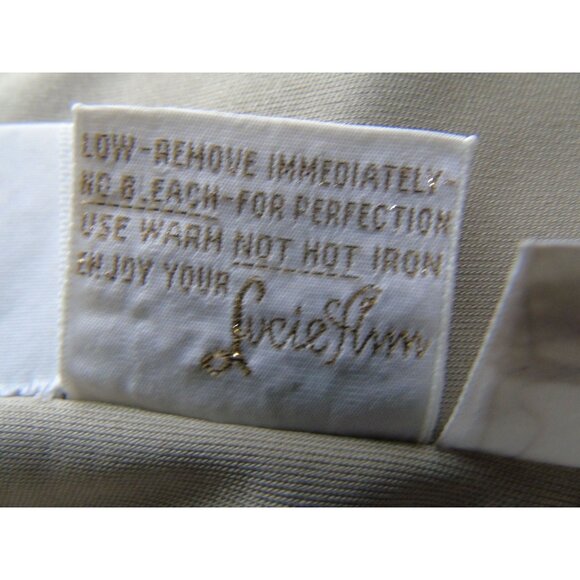 LOW-REMOVE IMMEDIATELY-
NO BLEACH-FOR PERFECTION
USE WARM NOT HOT IRON
ENJOY YOUR
Lucie Ann